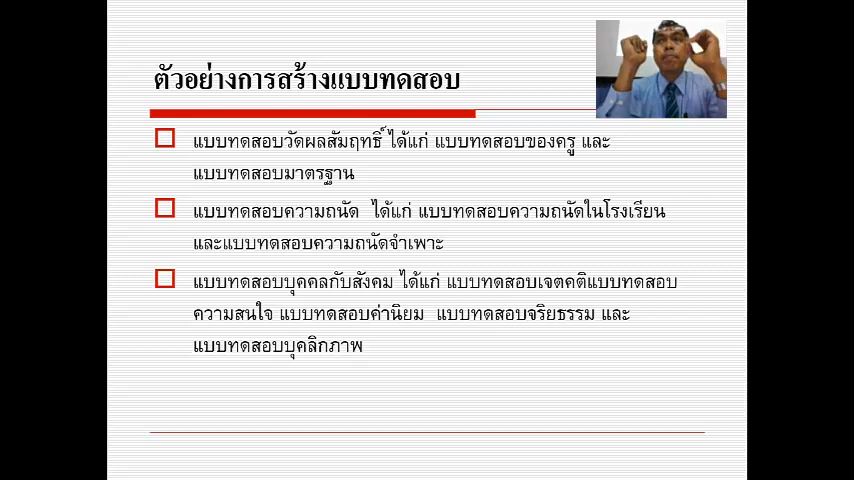 ตัวอย่างการสร้างแบบทดสอบ
แบบทดสอบวัดผลสัมฤทธิ์ ได้แก่ แบบทดสอบของครู และ
แบบทดสอบมาตรฐาน
แบบทดสอบความถนัด ได้แก่ แบบทดสอบความถนัดในโรงเรียน
และแบบทดสอบความถนัดจำเพาะ
แบบทดสอบบุคคลกับสังคม ได้แก่ แบบทดสอบเจตคติแบบทดสอบ
ความสนใจ แบบทดสอบค่านิยม แบบทดสอบจริยธรรม และ
แบบทดสอบบุคลิกภาพ